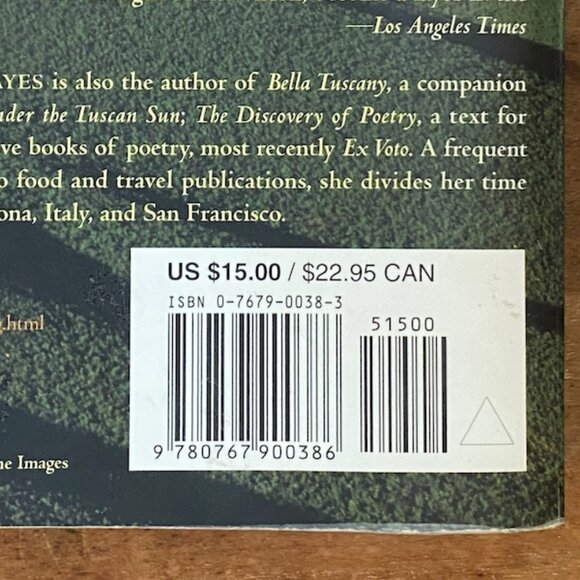 —Los Angeles Times
AYES is also the author of Bella Tuscany, a companion
nder the Tuscan Sun; The Discovery of Poetry, a text for
ve books of poetry, most recently Ex Voto. A frequent
o food and travel publications, she divides her time
ona, Italy, and San Francisco.
US $15.00 / $22.95 CAN
ISBN 0-7679-0038-3
51500
g.html
9 780767 900386
ne Images